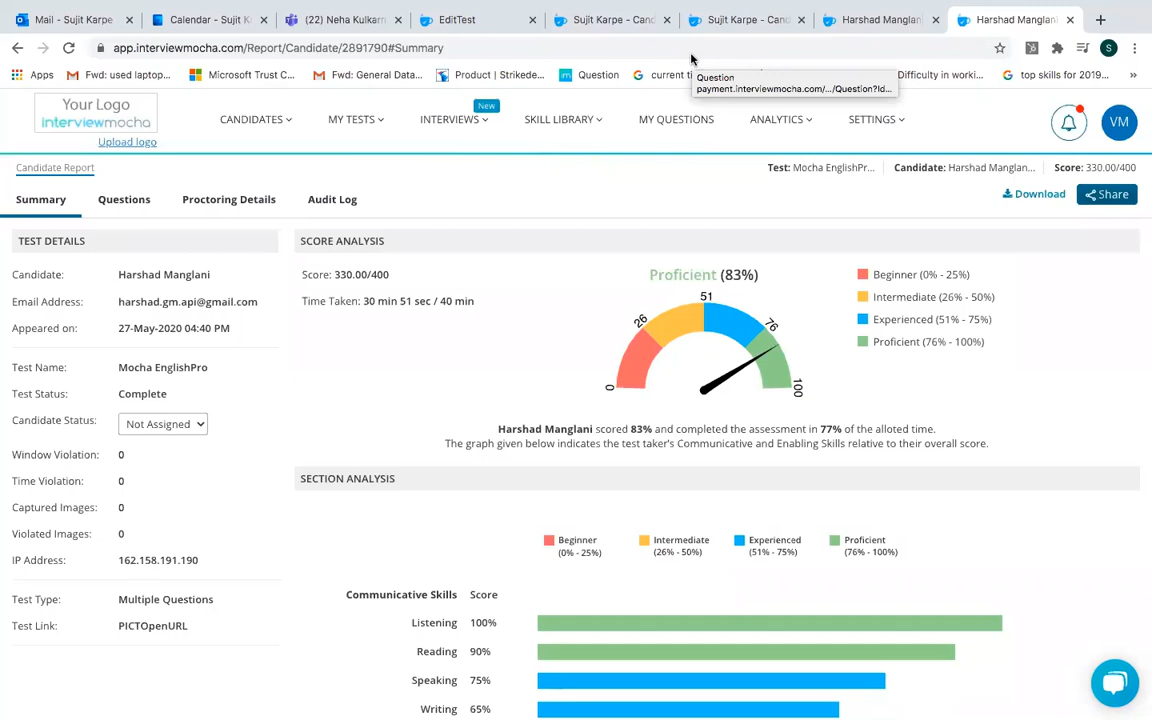 Mail - Sujit Karpe
Calendar - Sujit K
(22) Neha Kulkarn
EditTest
Sujit Karpe - Cand
Sujit Karpe - Cand
Harshad Manglani
Harshad Manglani
app.interviewmocha.com/Report/Candidate/2891790#Summary
S
Apps
Fwd: used laptop...
Microsoft Trust C...
Fwd: General Data...
Product | Strikede...
im Question
current ti
Difficulty in worki...
top skills for 2019...
»
Question
payment.interviewmocha.com/.../Question?Id...
Your Logo
interviewmocha
Upload logo
CANDIDATES
MY TESTS
INTERVIEWS
New
SKILL LIBRARY
MY QUESTIONS
ANALYTICS
SETTINGS
VM
Candidate Report
Test: Mocha EnglishPr...
Candidate: Harshad Manglan...
Score: 330.00/400
Summary
Questions
Proctoring Details
Audit Log
Download
Share
TEST DETAILS
Candidate: Harshad Manglani
Email Address: harshad.gm.api@gmail.com
Appeared on: 27-May-2020 04:40 PM
Test Name: Mocha EnglishPro
Test Status: Complete
Candidate Status: Not Assigned
Window Violation: 0
Time Violation: 0
Captured Images: 0
Violated Images: 0
IP Address: 162.158.191.190
Test Type: Multiple Questions
Test Link: PICTOpenURL
SCORE ANALYSIS
Score: 330.00/400
Time Taken: 30 min 51 sec / 40 min
Proficient (83%)
0
26
51
76
100
Beginner (0% - 25%)
Intermediate (26% - 50%)
Experienced (51% - 75%)
Proficient (76% - 100%)
Harshad Manglani scored 83% and completed the assessment in 77% of the alloted time.
The graph given below indicates the test taker's Communicative and Enabling Skills relative to their overall score.
SECTION ANALYSIS
Beginner
(0% - 25%)
Intermediate
(26% - 50%)
Experienced
(51% - 75%)
Proficient
(76% - 100%)
Communicative Skills Score
Listening 100%
Reading 90%
Speaking 75%
Writing 65%